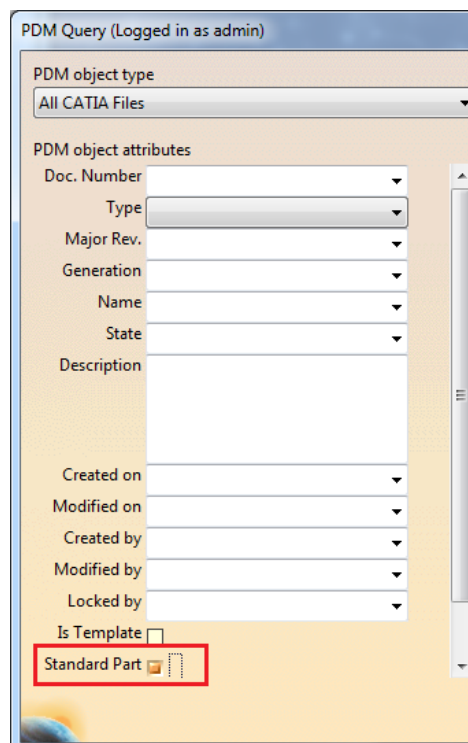 PDM Query (Logged in as admin)
PDM object type
All CATIA Files
PDM object attributes
Doc. Number
Type
Major Rev.
Generation
Name
State
Description
Created on
Modified on
Created by
Modified by
Locked by
Is Template
Standard Part